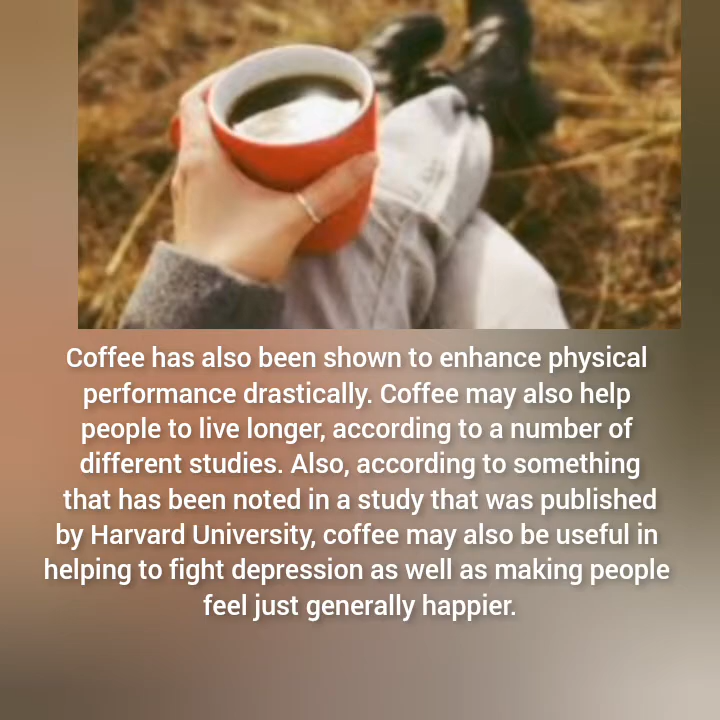 Coffee has also been shown to enhance physical
performance drastically. Coffee may also help
people to live longer, according to a number of
different studies. Also, according to something
that has been noted in a study that was published
by Harvard University, coffee may also be useful in
helping to fight depression as well as making people
feel just generally happier.